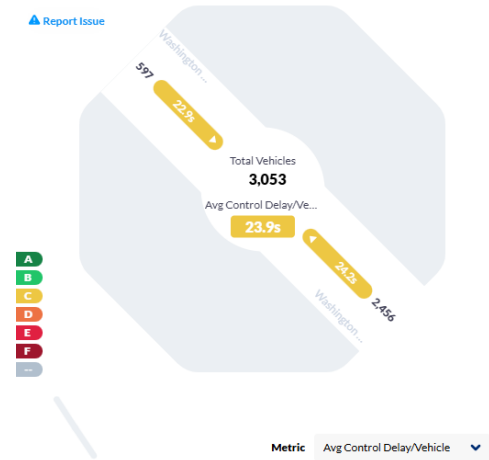 Report Issue
Washington ...
597
22.9s
Total Vehicles
3,053
Avg Control Delay/Ve...
23.9s
24.2s
2,456
Washington ...
A
B
C
D
E
F
--
Metric Avg Control Delay/Vehicle